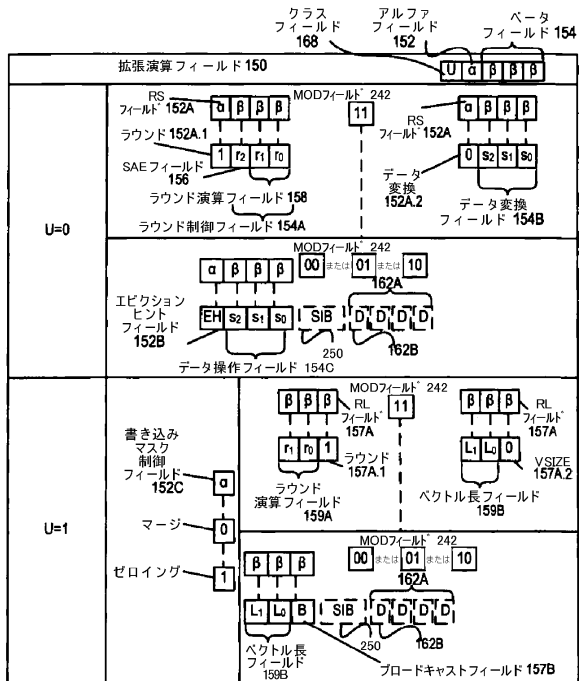 クラス
フィールド
168
アルファ
フィールド
152
ベータ
フィールド 154
拡張演算フィールド 150
U α β β β
U=0
RS
フィールド 152A
α β β β
ラウンド 152A.1
1 r2 r1 r0
SAEフィールド
156
ラウンド演算フィールド 158
ラウンド制御フィールド 154A
MODフィールド 242
11
RS
フィールド 152A
α β β β
0 s2 s1 s0
データ
変換
152A.2
データ変換
フィールド 154B
MODフィールド 242
00 または 01 または 10
162A
α β β β
エビクション
ヒント
フィールド
152B
EH s2 s1 s0 SIB D D D D
250
162B
データ操作フィールド 154C
U=1
書き込み
マスク
制御
フィールド
152C
α
マージ
0
ゼロイング
1
MODフィールド 242
11
β β β
RL
フィールド
157A
r1 r0 1
ラウンド
157A.1
ラウンド
演算フィールド
159A
β β β
RL
フィールド
157A
L1 L0 0
VSIZE
157A.2
ベクトル長フィールド
159B
MODフィールド 242
00 または 01 または 10
162A
β β β
L1 L0 B SIB D D D D
250
162B
ベクトル長
フィールド
159B
ブロードキャストフィールド 157B